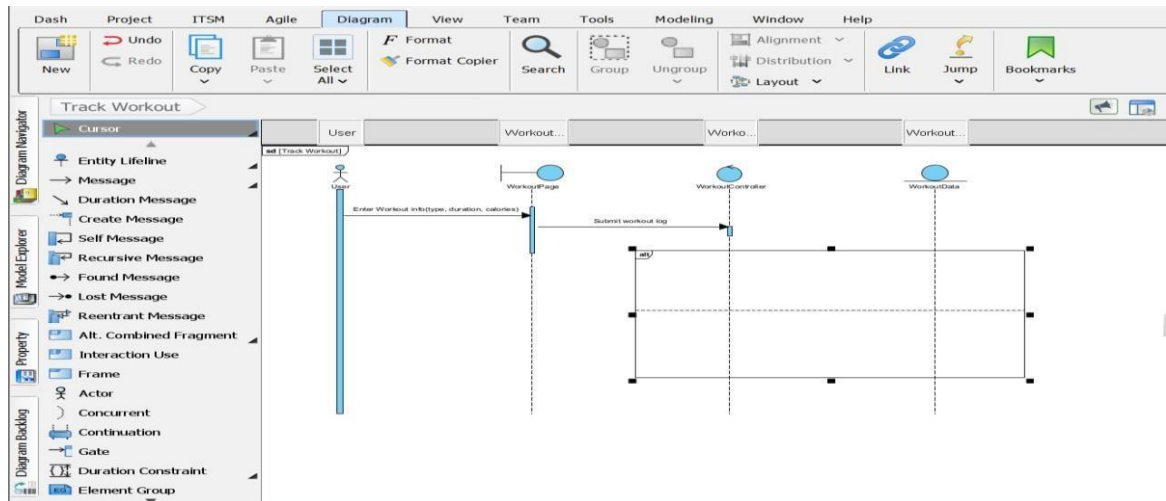 Dash Project ITSM Agile Diagram View Team Tools Modeling Window Help
New
Undo
Redo
Copy
Paste
Select All
Format
Format Copier
Search
Group
Ungroup
Alignment
Distribution
Layout
Link
Jump
Bookmarks
Track Workout
Diagram Navigator
Model Explorer
Property
Diagram Backlog
Cursor
Entity Lifeline
Message
Duration Message
Create Message
Self Message
Recursive Message
Found Message
Lost Message
Reentrant Message
Alt. Combined Fragment
Interaction Use
Frame
Actor
Concurrent
Continuation
Gate
Duration Constraint
Element Group
User Workout... Worko... Workout...
sd [Track Workout]
User WorkoutPage WorkoutController WorkoutData
Enter Workout info(type, duration, calories)
Submit workout log
alt